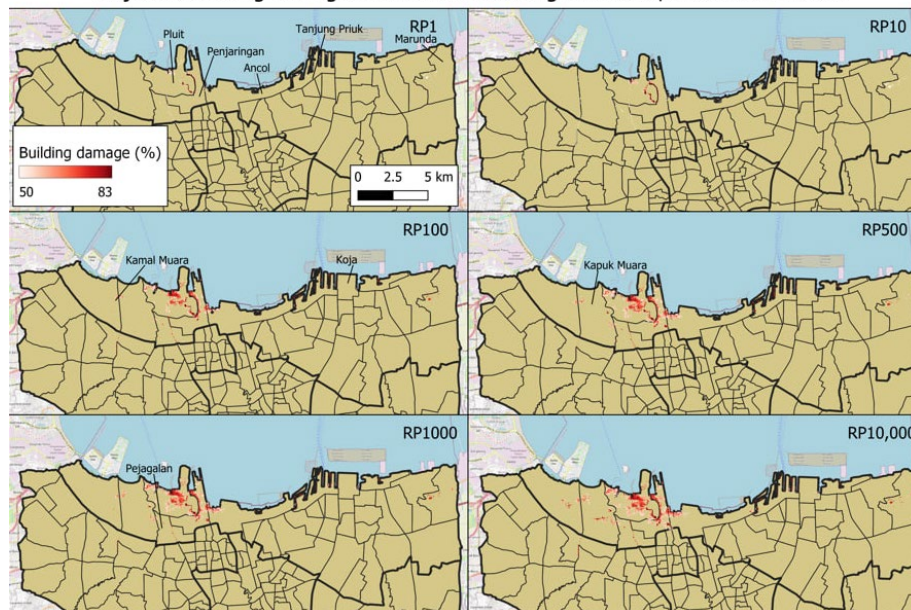 RP1
Pluit
Penjaringan
Ancol
Tanjung Priuk
Marunda
Building damage (%)
50 83
0 2.5 5 km
RP10
RP100
Kamal Muara
Koja
RP500
Kapuk Muara
RP1000
Pejagalan
RP10,000